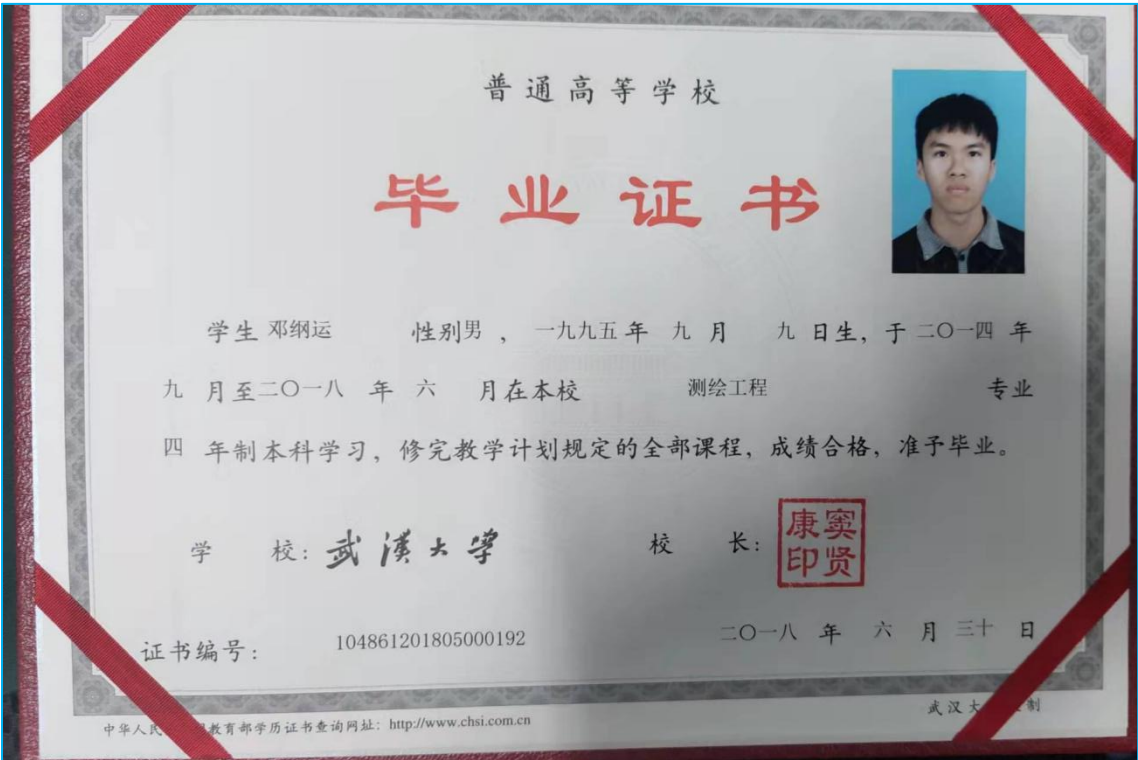 普通高等学校
毕业证书
学生 邓纲运 性别男， 一九九五年 九 月 九 日生，于 二〇一四 年
九 月至二〇一八 年 六 月在本校 测绘工程 专业
四 年制本科学习，修完教学计划规定的全部课程，成绩合格，准予毕业。
学 校：武漢大學 校 长：
康窦
印贤
证书编号： 104861201805000192 二〇一八 年 六 月 三十 日
中华人民 教育部学历证书查询网址：http://www.chsi.com.cn
武汉大 制